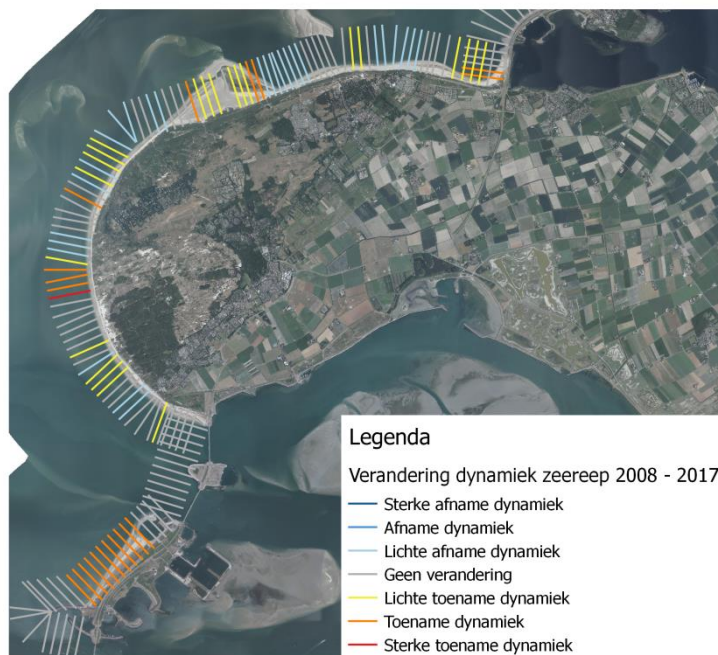 Legenda
Verandering dynamiek zeereep 2008 - 2017
Sterke afname dynamiek
Afname dynamiek
Lichte afname dynamiek
Geen verandering
Lichte toename dynamiek
Toename dynamiek
Sterke toename dynamiek